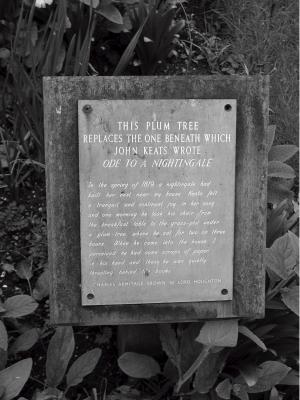 THIS PLUM TREE
REPLACES THE ONE BENEATH WHICH
JOHN KEATS WROTE
ODE TO A NIGHTINGALE
In the spring of 1819 a nightingale had
built her nest near my house. Keats felt
a tranquil and continual joy in her song
and one morning he took his chair from
the breakfast table to the grass-plot under
a plum tree where he sat for two or three
hours. When he came into the house I
perceived he had some scraps of paper
in his hand and these he was quietly
thrusting behind the books.
CHARLES ARMITAGE BROWN TO LORD HOUGHTON